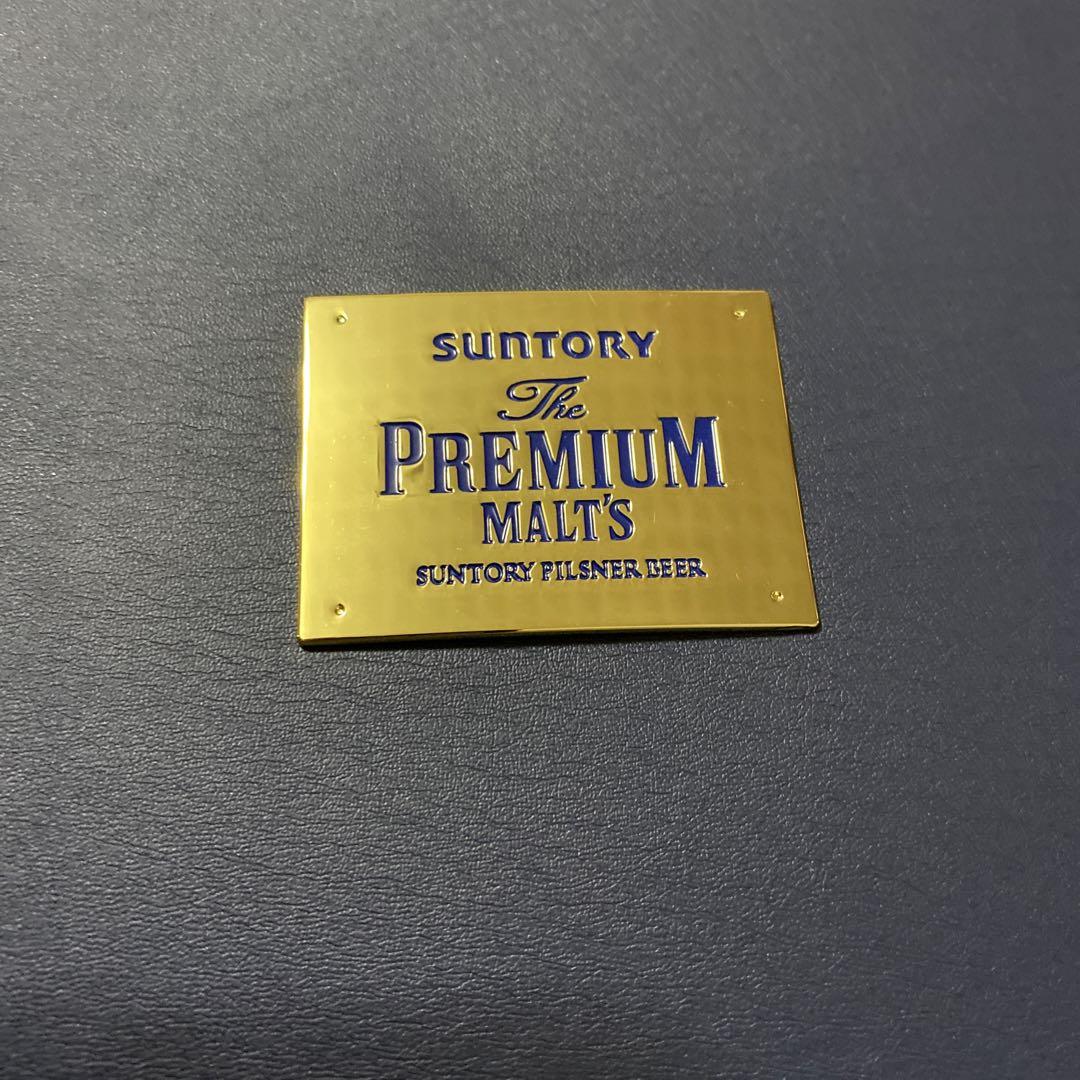 SUNTORY
The
PREMIUM
MALT'S
SUNTORY PILSNER BEER